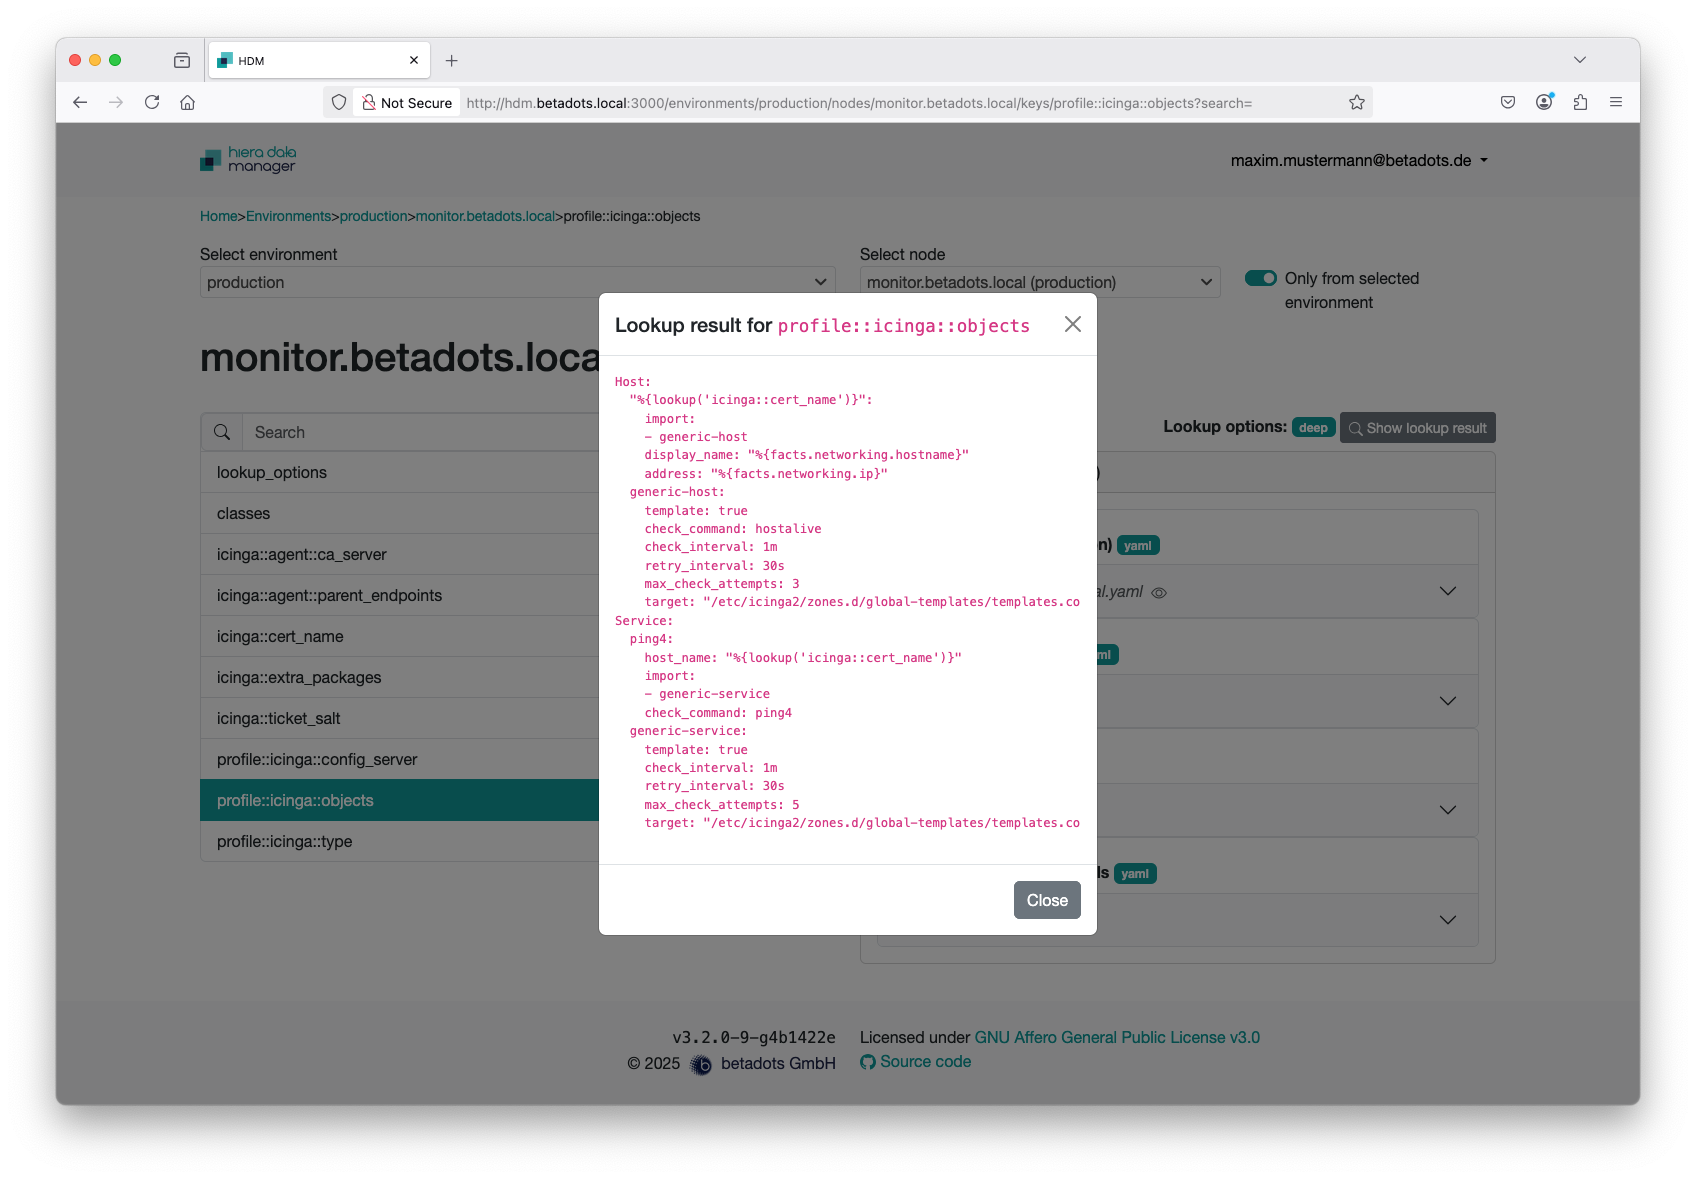 HDM
Not Secure
http://hdm.betadots.local:3000/environments/production/nodes/monitor.betadots.local/keys/profile::icinga::objects?search=
hiera data
manager
maxim.mustermann@betadots.de
Home>Environments>production>monitor.betadots.local>profile::icinga::objects
Select environment
production
Select node
monitor.betadots.local (production)
Only from selected
environment
monitor.betadots.loca
Search
lookup_options
classes
icinga::agent::ca_server
icinga::agent::parent_endpoints
icinga::cert_name
icinga::extra_packages
icinga::ticket_salt
profile::icinga::config_server
profile::icinga::objects
profile::icinga::type
Lookup result for profile::icinga::objects
Host:
  "%{lookup('icinga::cert_name')}":
    import:
    - generic-host
    display_name: "%{facts.networking.hostname}"
    address: "%{facts.networking.ip}"
  generic-host:
    template: true
    check_command: hostalive
    check_interval: 1m
    retry_interval: 30s
    max_check_attempts: 3
    target: "/etc/icinga2/zones.d/global-templates/templates.co
Service:
  ping4:
    host_name: "%{lookup('icinga::cert_name')}"
    import:
    - generic-service
    check_command: ping4
  generic-service:
    template: true
    check_interval: 1m
    retry_interval: 30s
    max_check_attempts: 5
    target: "/etc/icinga2/zones.d/global-templates/templates.co
Close
Lookup options: deep Show lookup result
)
n) yaml
al.yaml
ml
ls yaml
v3.2.0-9-g4b1422e
© 2025 betadots GmbH
Licensed under GNU Affero General Public License v3.0
Source code